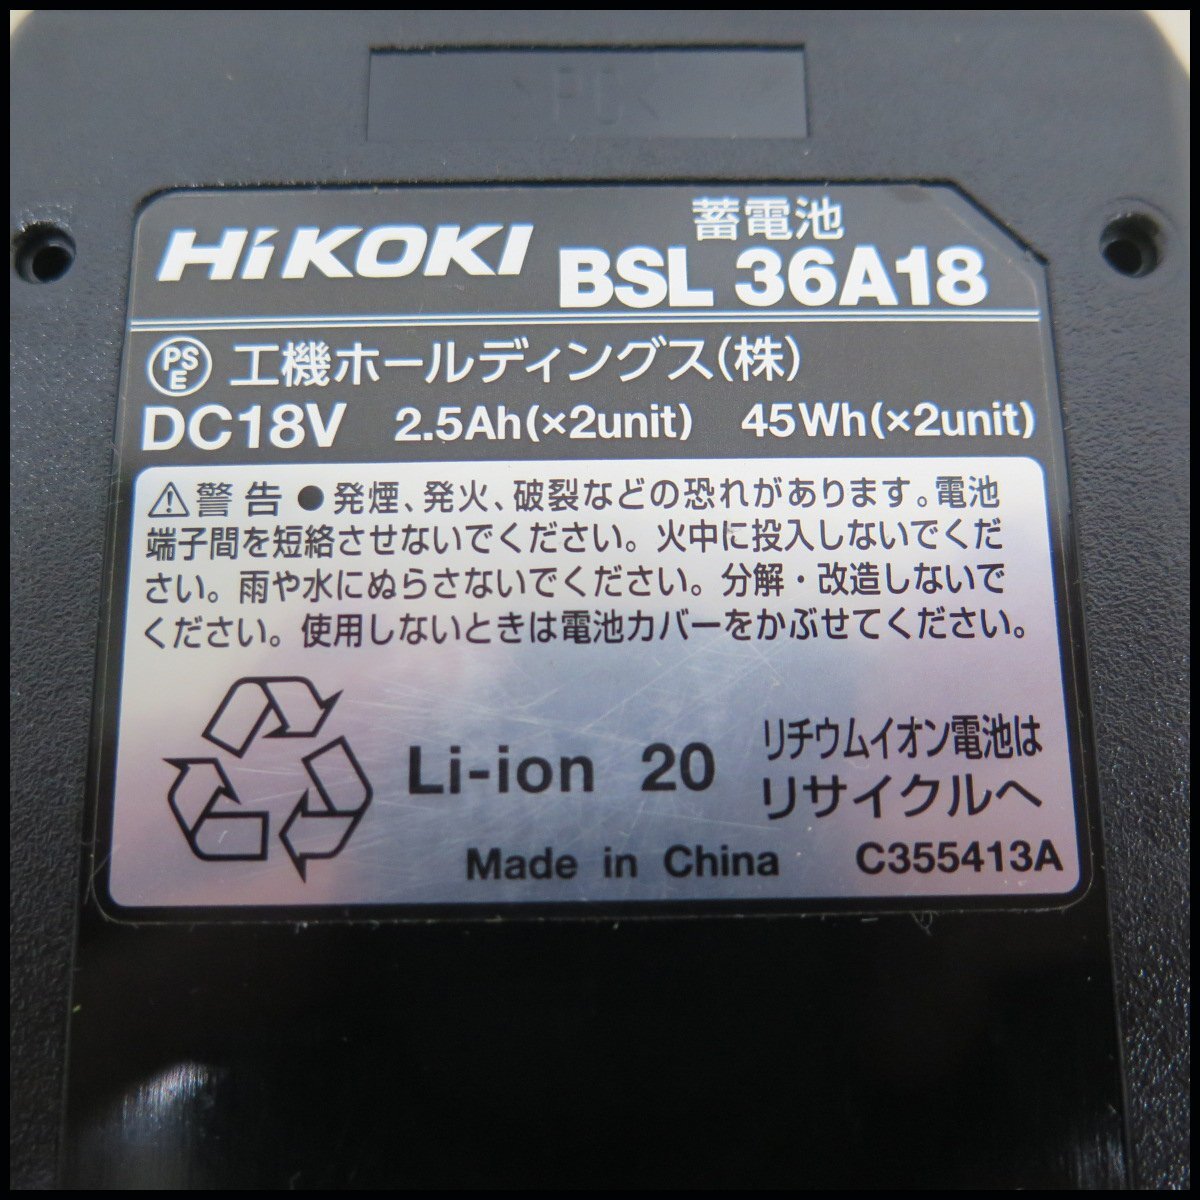 HiKOKI
蓄電池
BSL 36A18
PSE 工機ホールディングス(株)
DC18V 2.5Ah(×2unit) 45Wh(×2unit)
⚠警告 ●発煙、発火、破裂などの恐れがあります。電池
端子間を短絡させないでください。火中に投入しないでくだ
さい。雨や水にぬらさないでください。分解・改造しないで
ください。使用しないときは電池カバーをかぶせてください。
Li-ion 20
リチウムイオン電池は
リサイクルへ
Made in China
C355413A